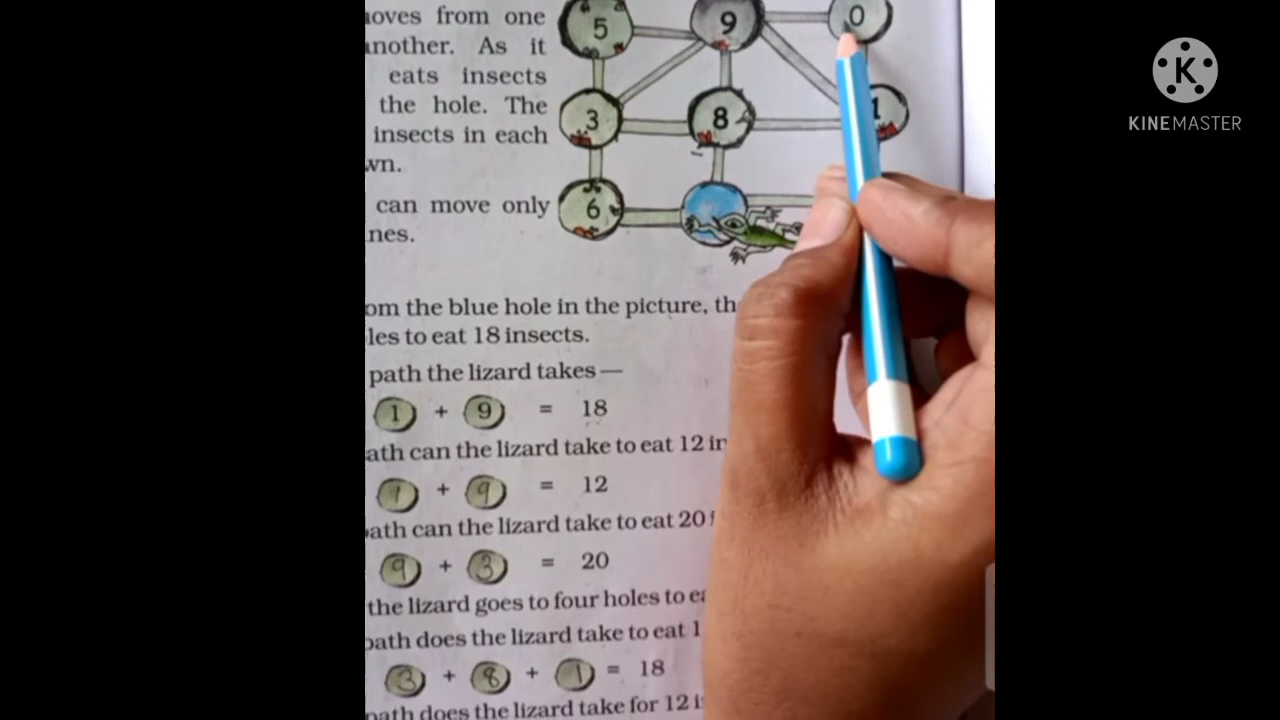 moves from one
another. As it
eats insects
the hole. The
insects in each
wn.
can move only
nes.
5 9 0
3 8 1
6
K
KINEMASTER
om the blue hole in the picture, th
les to eat 18 insects.
path the lizard takes —
1 + 9 = 18
ath can the lizard take to eat 12 in
1 + 9 = 12
path can the lizard take to eat 20
9 + 3 = 20
the lizard goes to four holes to ea
path does the lizard take to eat 1
3 + 8 + 1 = 18
path does the lizard take for 12 i